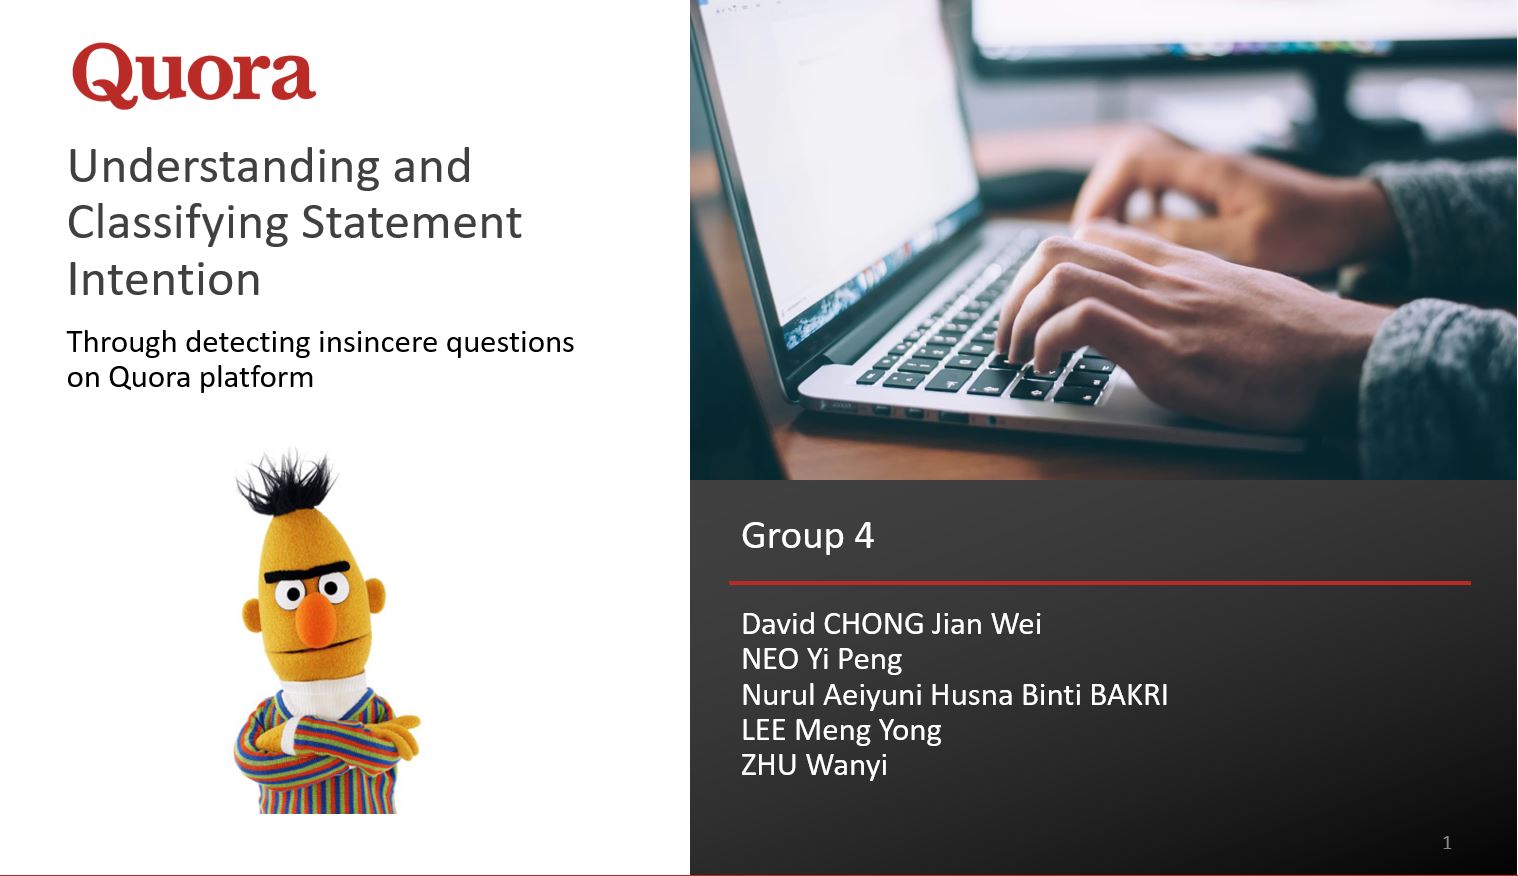 Quora
Understanding and
Classifying Statement
Intention
Through detecting insincere questions
on Quora platform
Group 4
David CHONG Jian Wei
NEO Yi Peng
Nurul Aeiyuni Husna Binti BAKRI
LEE Meng Yong
ZHU Wanyi
1